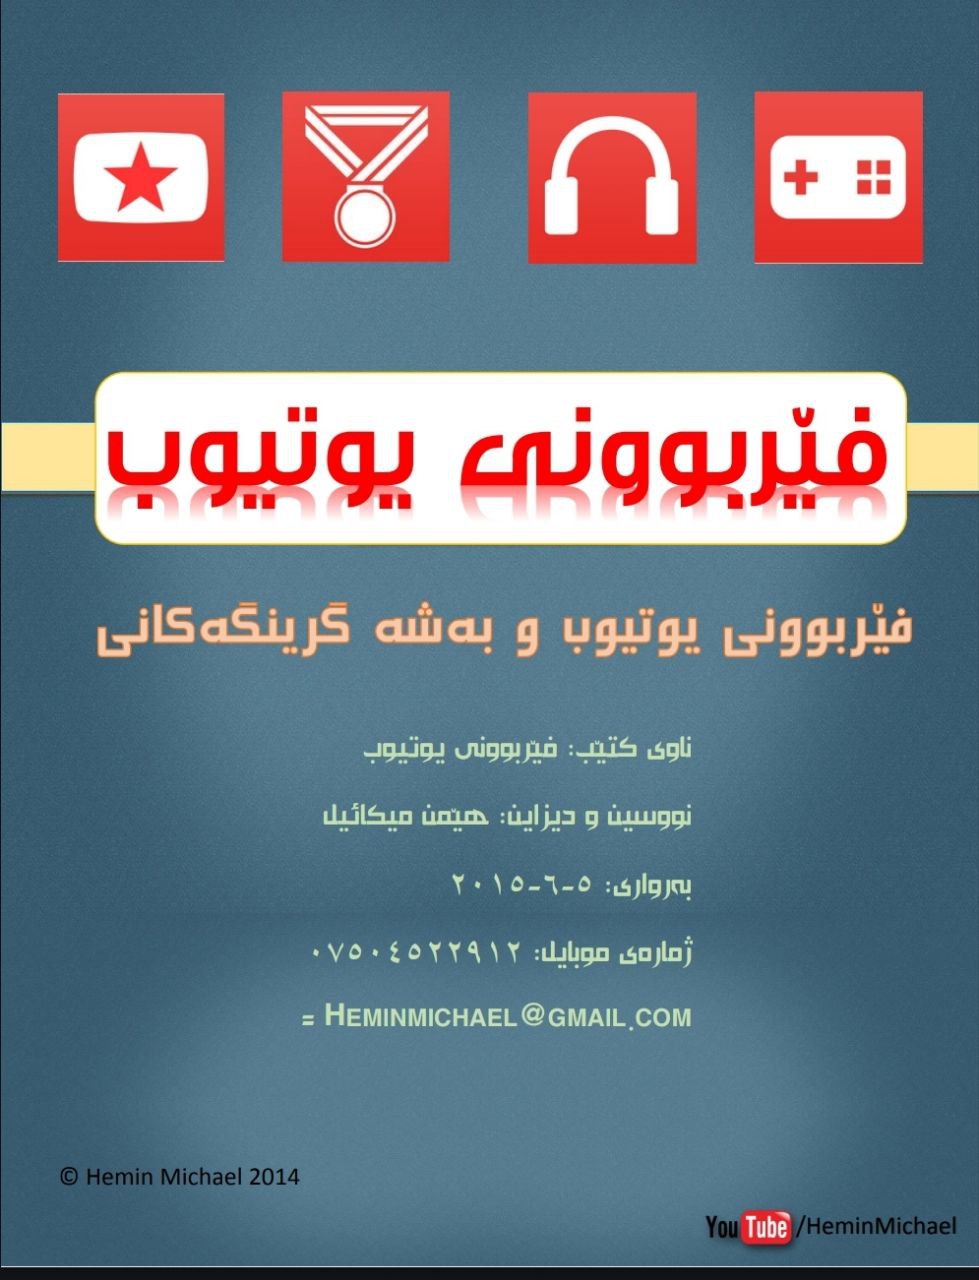 فێربوونی یوتیوب
فێربوونی یوتیوب و بەشە گرینگەکانی
ناوی کتێب: فێربوونی یوتیوب
نووسین و دیزاین: هێمن میکائیل
بەرواری: ٥-٦-٢٠١٥
ژمارەی موبایل: ٠٧٥٠٤٥٢٢٩١٢
= HEMINMICHAEL@GMAIL.COM
© Hemin Michael 2014
YouTube/HeminMichael